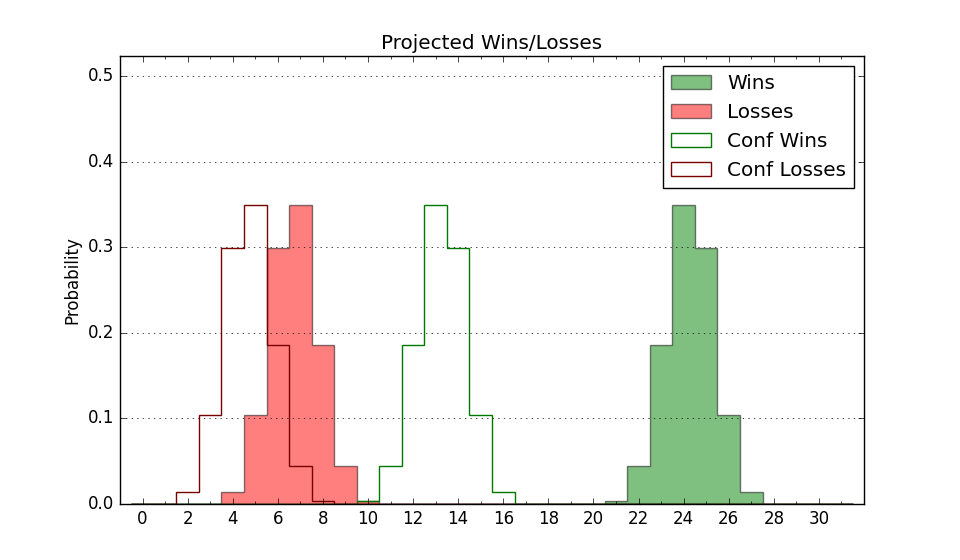 Projected Wins/Losses
Probability
0.5
0.4
0.3
0.2
0.1
0.0
0 2 4 6 8 10 12 14 16 18 20 22 24 26 28 30
Wins
Losses
Conf Wins
Conf Losses